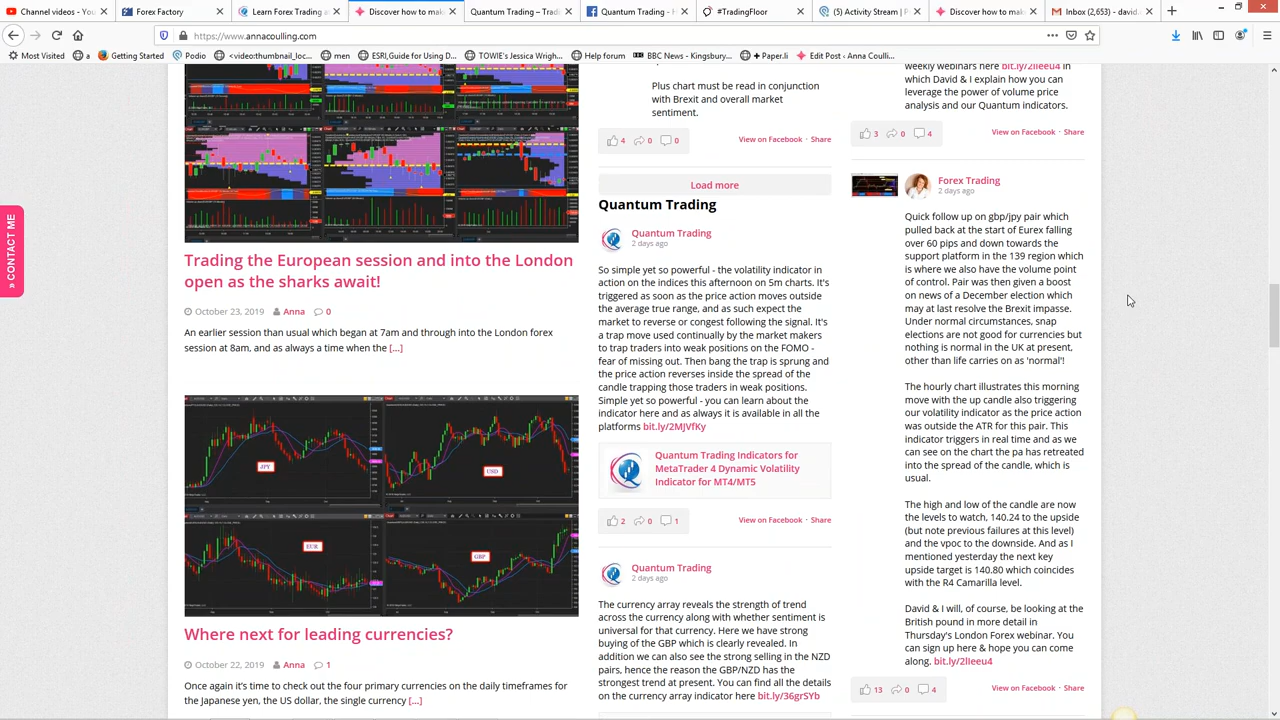 Channel videos - YouTu
Forex Factory
Learn Forex Trading a
Discover how to mak
Quantum Trading – Tradi
Quantum Trading - H
#TradingFloor
(5) Activity Stream | P
Discover how to mak
Inbox (2,653) - david.
https://www.annacoulling.com
Most Visited
a
Getting Started
Podio
<video:thumbnail_loc...
men
ESRI Guide for Using D...
TOWIE's Jessica Wrigh...
Help forum
BBC News - Kingston...
+ Paper.li
Edit Post ‹ Anna Coulli...
» CONTACT ME
Trading the European session and into the London
open as the sharks await!
October 23, 2019 Anna 0
An earlier session than usual which began at 7am and through into the London forex
session at 8am, and as always a time when the [...]
JPY
USD
EUR
GBP
Where next for leading currencies?
October 22, 2019 Anna 1
Once again it's time to check out the four primary currencies on the daily timeframes for
the Japanese yen, the US dollar, the single currency [...]
Plus chart must be read in conjunction
with Brexit and overall market
sentiment.
4 0 0 View on Facebook · Share
Load more
Quantum Trading
Quantum Trading
2 days ago
So simple yet so powerful - the volatility indicator in
action on the indices this afternoon on 5m charts. It's
triggered as soon as the price action moves outside
the average true range, and as such expect the
market to reverse or congest following the signal. It's
a trap move used continually by the market makers
to trap traders into weak positions on the FOMO -
fear of missing out. Then bang the trap is sprung and
the price action reverses inside the spread of the
candle trapping those traders in weak positions.
Simple yet so powerful - you can learn about the
indicator here and as always it is available in all the
platforms bit.ly/2MJVfKy
Quantum Trading Indicators for
MetaTrader 4 Dynamic Volatility
Indicator for MT4/MT5
View on Facebook · Share
Quantum Trading
2 days ago
The currency array reveals the strength of trend
across the currency along with whether sentiment is
universal for that currency. Here we have strong
buying of the GBP which is clearly revealed. In
addition we can also see the strong selling in the NZD
pairs, hence the reason the GBP/NZD has the
strongest trend at present. You can find all the details
on the currency array indicator here bit.ly/36grSYb
webinars here bit.ly/2lIeeu4 in
which David & I explain how you can
leverage the power of volume price
analysis and our Quantum indicators.
View on Facebook · Share
Forex Trading
2 days ago
Quick follow up on gbp/jpy pair which
pulled back at the start of Eurex falling
over 60 pips and down towards the
support platform in the 139 region which
is where we also have the volume point
of control. Pair was then given a boost
on news of a December election which
may at last resolve the Brexit impasse.
Under normal circumstances, snap
elections are not good for currencies but
nothing is normal in the UK at present,
other than life carries on as 'normal'!
The hourly chart illustrates this morning
move with the up candle also triggering
our volatility indicator as the price action
was outside the ATR for this pair. This
indicator triggers in real time and as we
can see on the chart the pa has retreated
into the spread of the candle, which is
usual.
The high and low of the candle are now
the levels to watch, 140.24 to the upside
(but note previous failures at this level)
and the vpoc to the downside. And as I
mentioned yesterday the next key
upside target is 140.80 which coincides
with the R4 Camarilla level.
I will, of course, be looking at the
British pound in more detail in
Thursday's London Forex webinar. You
can sign up here & hope you can come
along. bit.ly/2lIeeu4
13 0 4 View on Facebook · Share